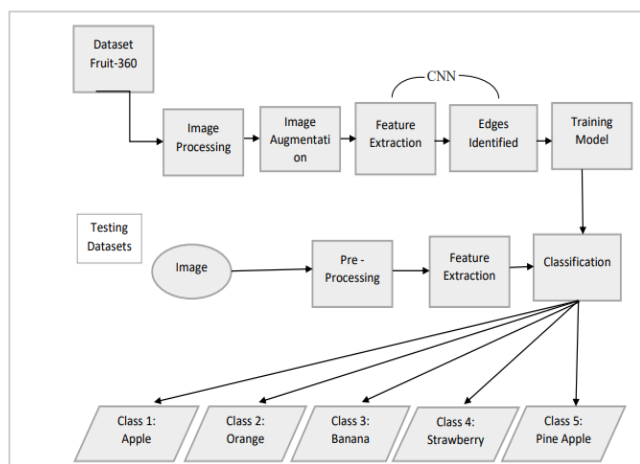 Dataset
Fruit-360
CNN
Image
Processing
Image
Augmentati
on
Feature
Extraction
Edges
Identified
Training
Model
Testing
Datasets
Image
Pre -
Processing
Feature
Extraction
Classification
Class 1:
Apple
Class 2:
Orange
Class 3:
Banana
Class 4:
Strawberry
Class 5:
Pine Apple